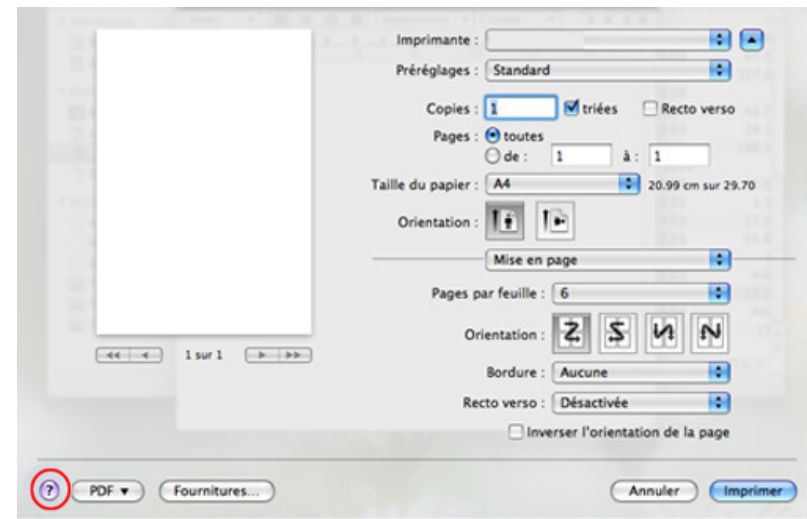 Imprimante :
Préréglages : Standard
Copies : 1 triées Recto verso
Pages : toutes
de : 1 à : 1
Taille du papier : A4 20.99 cm sur 29.70
Orientation :
Mise en page
Pages par feuille : 6
Orientation :
1 sur 1
Bordure : Aucune
Recto verso : Désactivée
Inverser l'orientation de la page
? PDF Fournitures... Annuler Imprimer